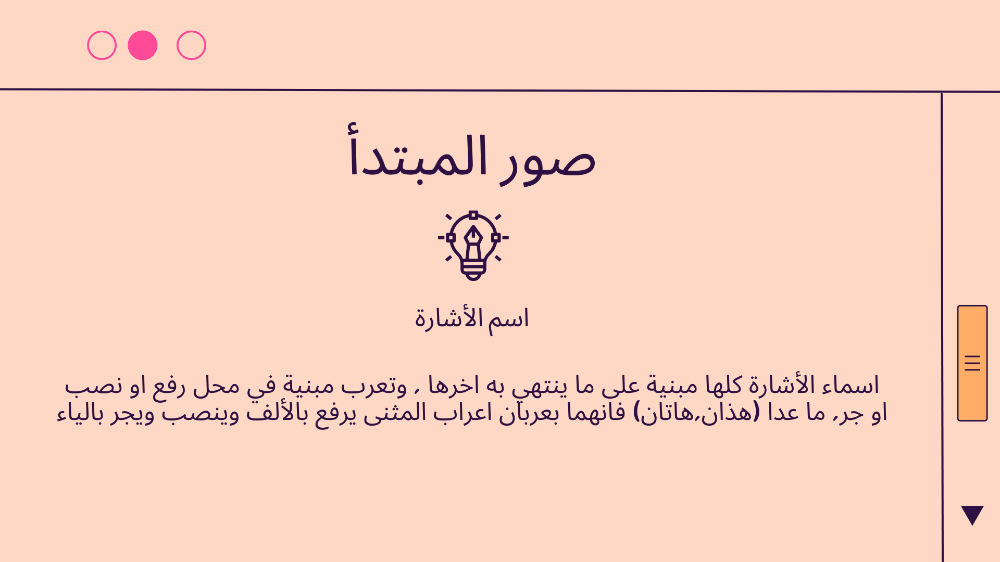 صور المبتدأ
اسم الأشارة
اسماء الأشارة كلها مبنية على ما ينتهي به اخرها , وتعرب مبنية في محل رفع او نصب
او جر, ما عدا (هذان,هاتان) فانهما بعربان اعراب المثنى يرفع بالألف وينصب ويجر بالياء